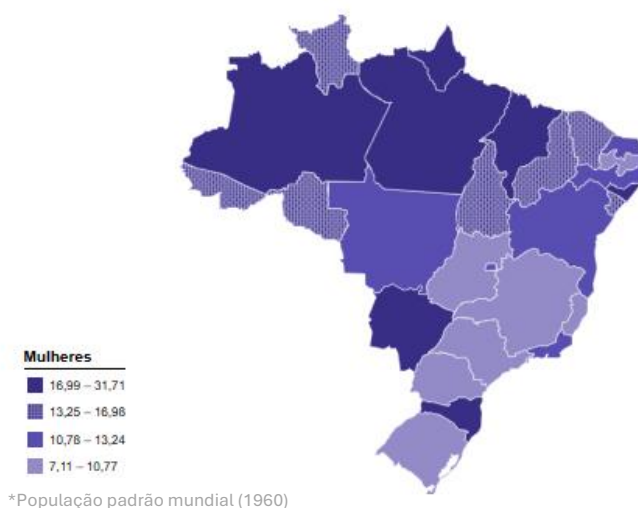 Mulheres
16,99 – 31,71
13,25 – 16,98
10,78 – 13,24
7,11 – 10,77
*População padrão mundial (1960)